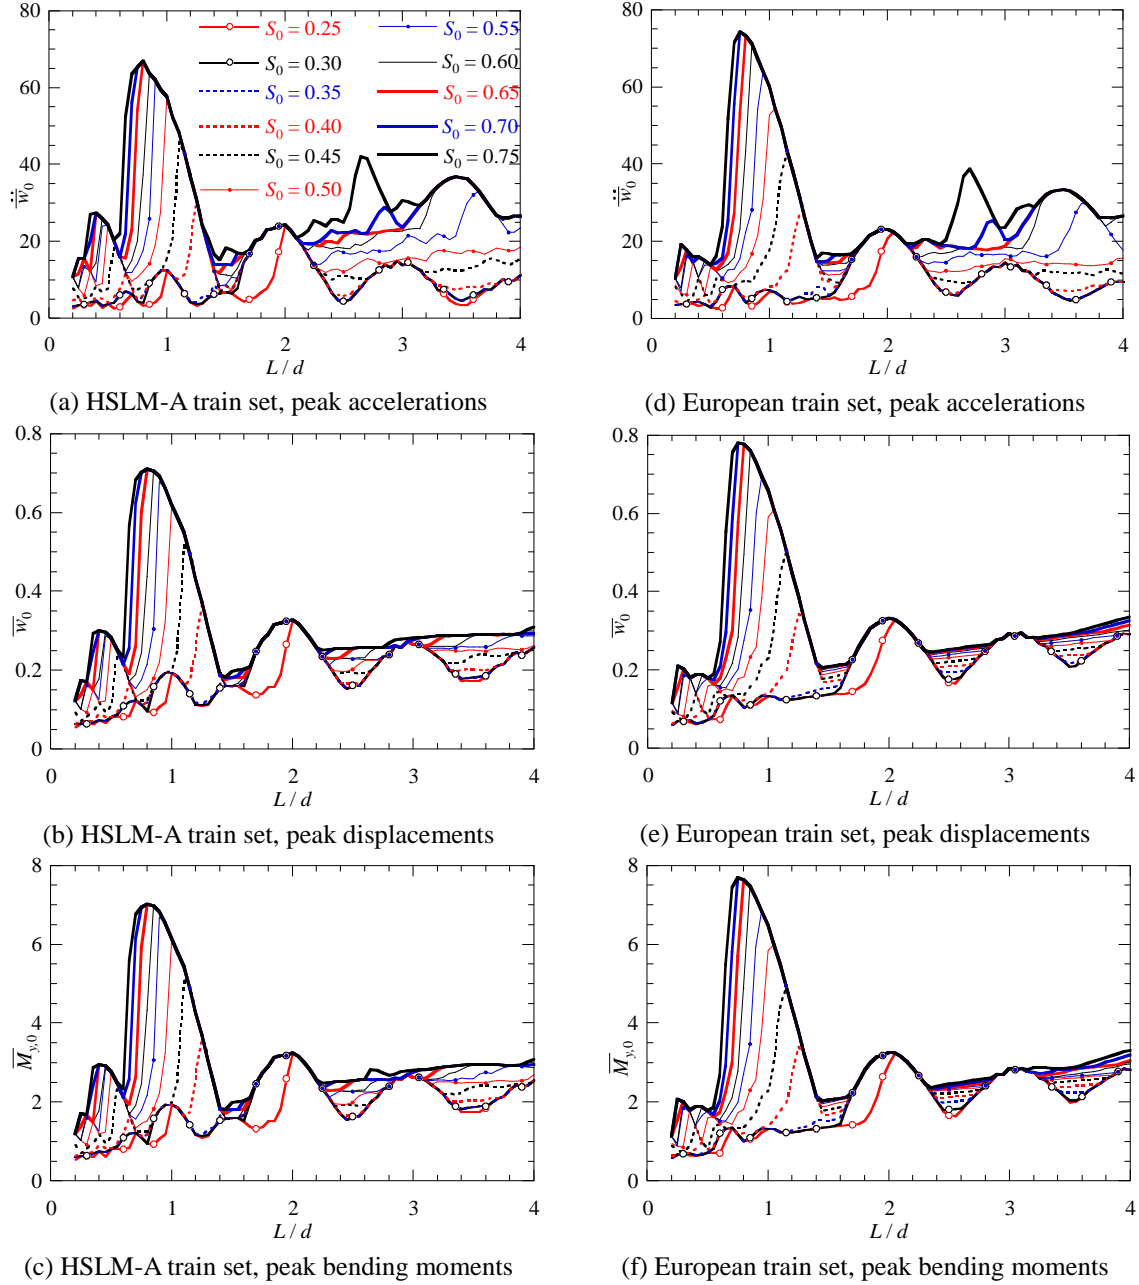 80
60
40
20
0
ẅ̄₀
0 1 2 3 4
L / d
S₀ = 0.25
S₀ = 0.30
S₀ = 0.35
S₀ = 0.40
S₀ = 0.45
S₀ = 0.50
S₀ = 0.55
S₀ = 0.60
S₀ = 0.65
S₀ = 0.70
S₀ = 0.75
(a) HSLM-A train set, peak accelerations
80
60
40
20
0
ẅ̄₀
0 1 2 3 4
L / d
(d) European train set, peak accelerations
0.8
0.6
0.4
0.2
0
w̄₀
0 1 2 3 4
L / d
(b) HSLM-A train set, peak displacements
0.8
0.6
0.4
0.2
0
w̄₀
0 1 2 3 4
L / d
(e) European train set, peak displacements
8
6
4
2
0
M̄y,0
0 1 2 3 4
L / d
(c) HSLM-A train set, peak bending moments
8
6
4
2
0
M̄y,0
0 1 2 3 4
L / d
(f) European train set, peak bending moments